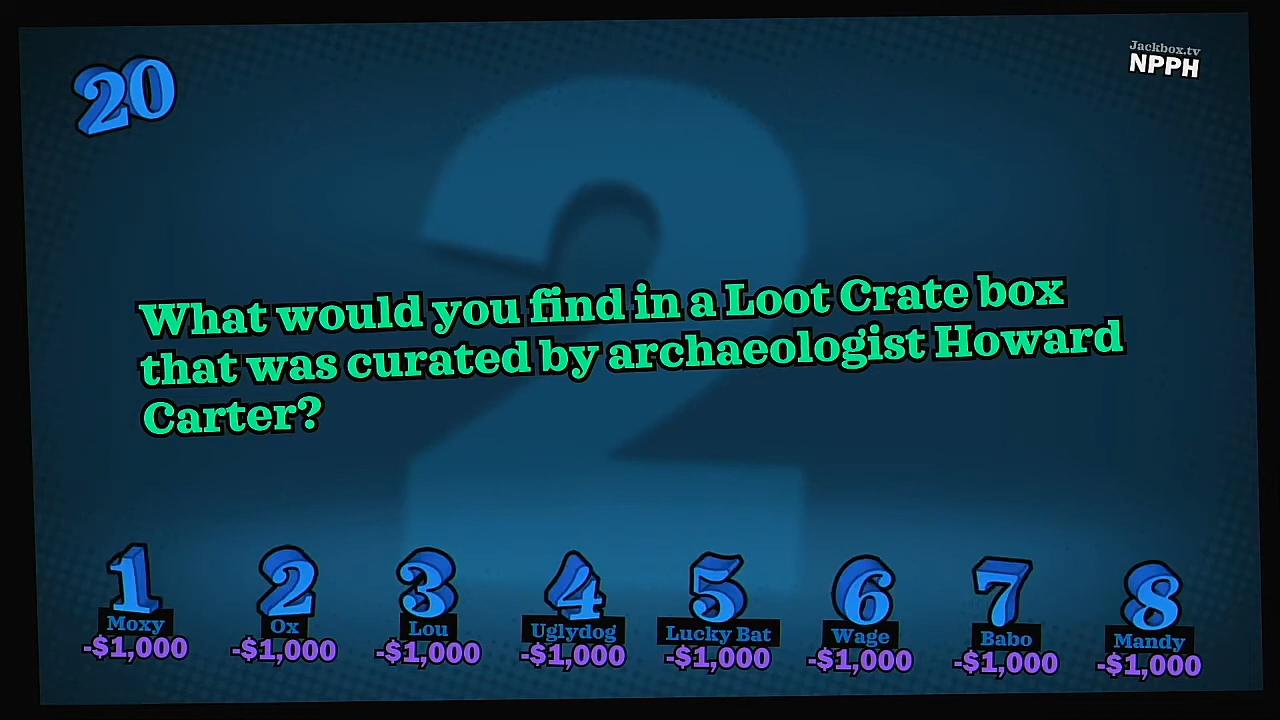 20
Jackbox.tv
NPPH
What would you find in a Loot Crate box
that was curated by archaeologist Howard
Carter?
2
1 2 3 4 5 6 7 8
Moxy Ox Lou Uglydog Lucky Bat Wage Babo Mandy
-$1,000 -$1,000 -$1,000 -$1,000 -$1,000 -$1,000 -$1,000 -$1,000